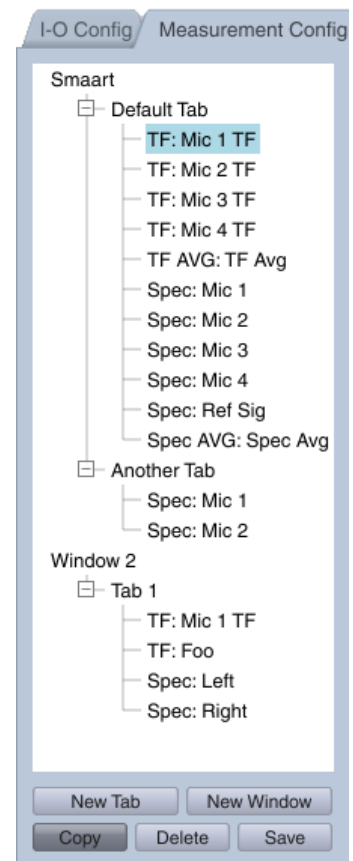 I-O Config Measurement Config
Smaart
Default Tab
TF: Mic 1 TF
TF: Mic 2 TF
TF: Mic 3 TF
TF: Mic 4 TF
TF AVG: TF Avg
Spec: Mic 1
Spec: Mic 2
Spec: Mic 3
Spec: Mic 4
Spec: Ref Sig
Spec AVG: Spec Avg
Another Tab
Spec: Mic 1
Spec: Mic 2
Window 2
Tab 1
TF: Mic 1 TF
TF: Foo
Spec: Left
Spec: Right
New Tab New Window
Copy Delete Save